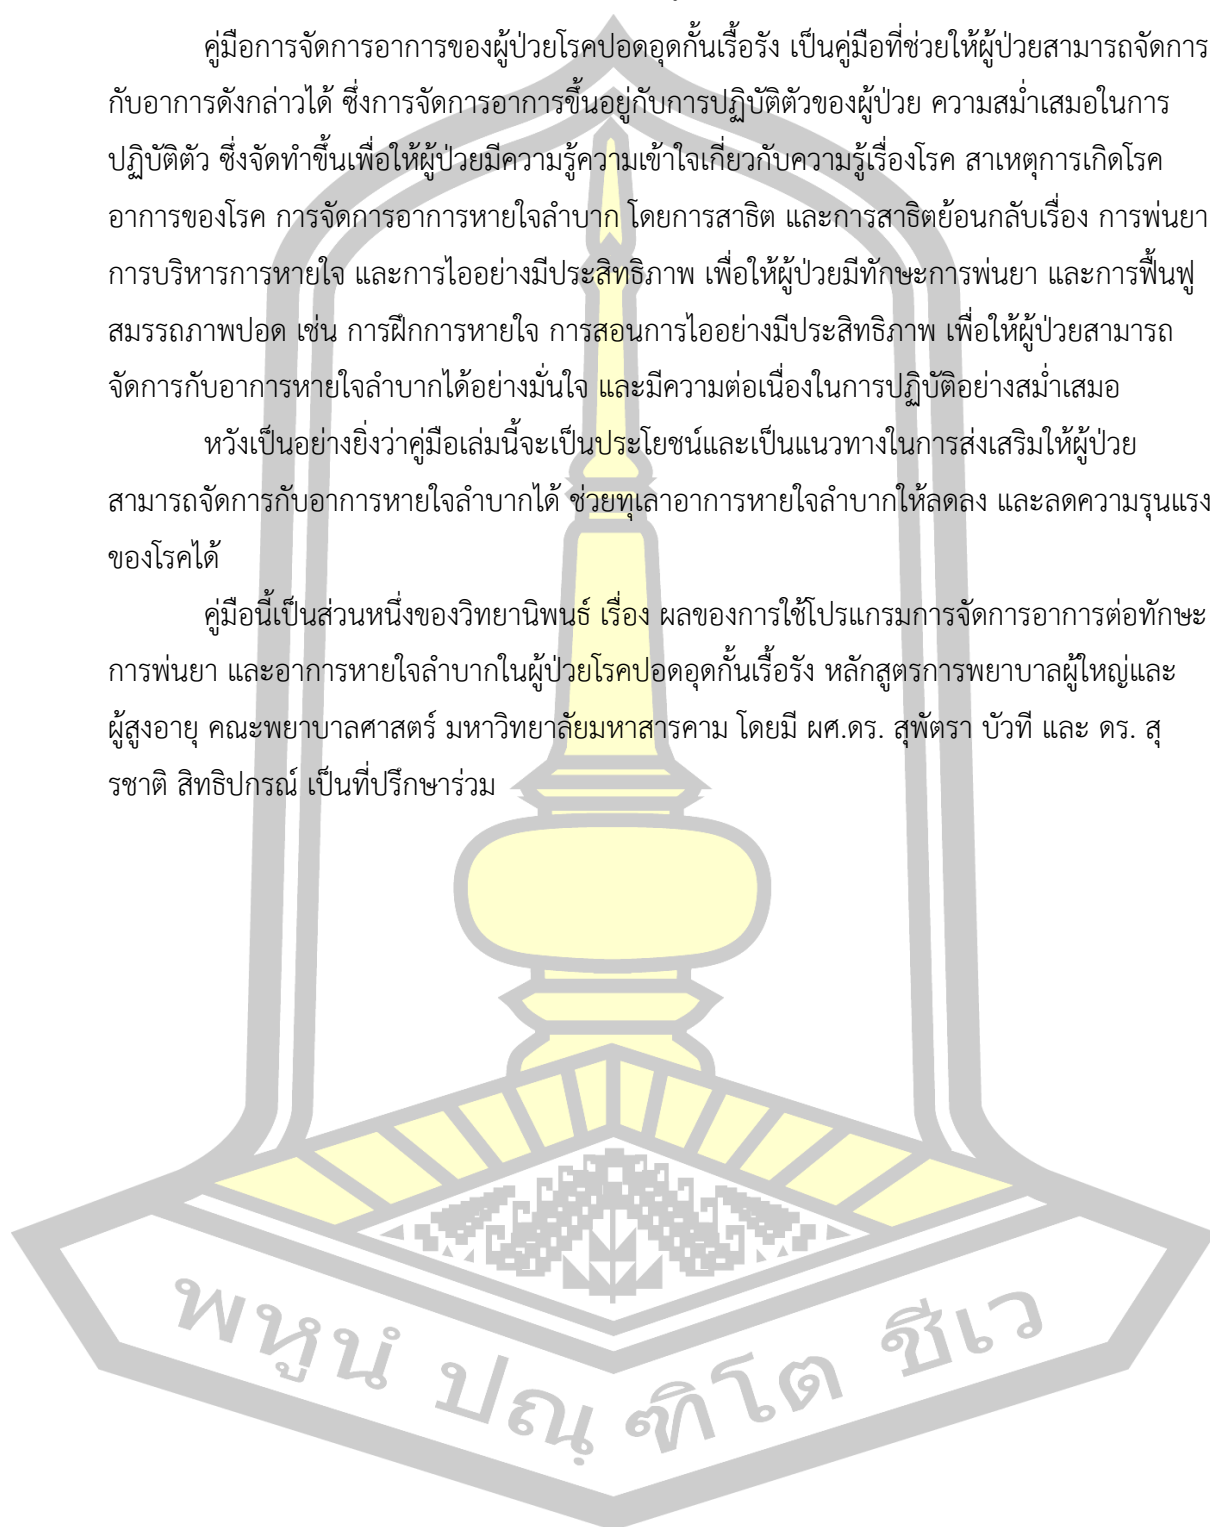 คู่มือการจัดการอาการของผู้ป่วยโรคปอดอุดกั้นเรื้อรัง เป็นคู่มือที่ช่วยให้ผู้ป่วยสามารถจัดการ
กับอาการดังกล่าวได้ ซึ่งการจัดการอาการขึ้นอยู่กับการปฏิบัติตัวของผู้ป่วย ความสม่ำเสมอในการ
ปฏิบัติตัว ซึ่งจัดทำขึ้นเพื่อให้ผู้ป่วยมีความรู้ความเข้าใจเกี่ยวกับความรู้เรื่องโรค สาเหตุการเกิดโรค
อาการของโรค การจัดการอาการหายใจลำบาก โดยการสาธิต และการสาธิตย้อนกลับเรื่อง การพ่นยา
การบริหารการหายใจ และการไออย่างมีประสิทธิภาพ เพื่อให้ผู้ป่วยมีทักษะการพ่นยา และการฟื้นฟู
สมรรถภาพปอด เช่น การฝึกการหายใจ การสอนการไออย่างมีประสิทธิภาพ เพื่อให้ผู้ป่วยสามารถ
จัดการกับอาการหายใจลำบากได้อย่างมั่นใจ และมีความต่อเนื่องในการปฏิบัติอย่างสม่ำเสมอ
หวังเป็นอย่างยิ่งว่าคู่มือเล่มนี้จะเป็นประโยชน์และเป็นแนวทางในการส่งเสริมให้ผู้ป่วย
สามารถจัดการกับอาการหายใจลำบากได้ ช่วยทุเลาอาการหายใจลำบากให้ลดลง และลดความรุนแรง
ของโรคได้
คู่มือนี้เป็นส่วนหนึ่งของวิทยานิพนธ์ เรื่อง ผลของการใช้โปรแกรมการจัดการอาการต่อทักษะ
การพ่นยา และอาการหายใจลำบากในผู้ป่วยโรคปอดอุดกั้นเรื้อรัง หลักสูตรการพยาบาลผู้ใหญ่และ
ผู้สูงอายุ คณะพยาบาลศาสตร์ มหาวิทยาลัยมหาสารคาม โดยมี ผศ.ดร. สุพัตรา บัวที และ ดร. สุ
รชาติ สิทธิปกรณ์ เป็นที่ปรึกษาร่วม
พหูนํ ปณฺฑิโต ชีเว